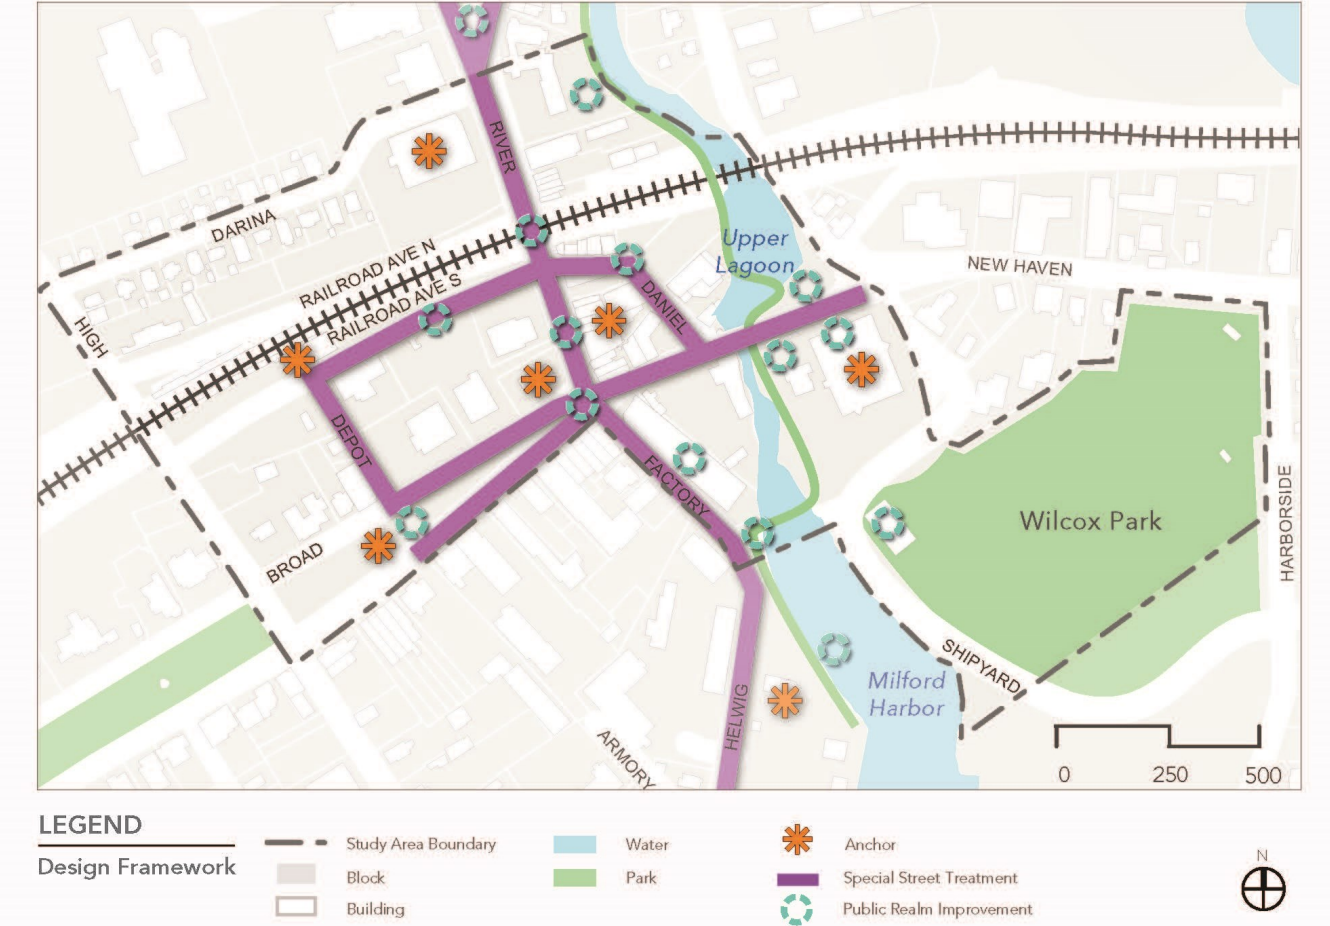 RIVER
DARINA
RAILROAD AVE N
RAILROAD AVE S
Upper
Lagoon
NEW HAVEN
HIGH
DANIEL
DEPOT
FACTORY
Wilcox Park
HARBORSIDE
BROAD
SHIPYARD
Milford
Harbor
HELWIG
ARMORY
0 250 500
LEGEND
Design Framework
Study Area Boundary
Block
Building
Water
Park
Anchor
Special Street Treatment
Public Realm Improvement
N